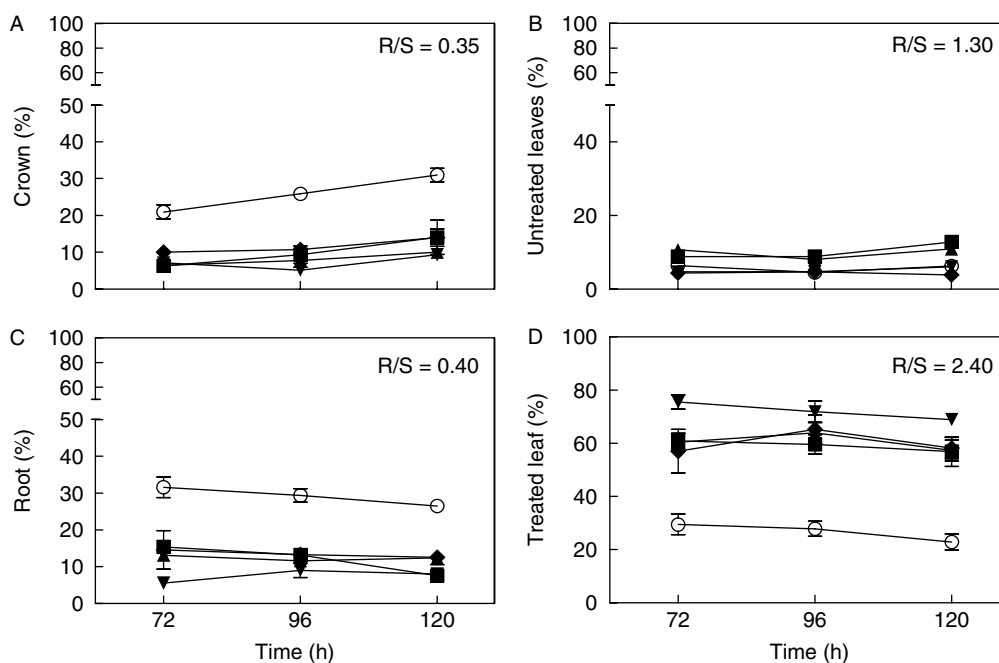 A
R/S = 0.35
Crown (%)
100
80
60
50
40
30
20
10
0
B
R/S = 1.30
Untreated leaves (%)
100
80
60
50
40
20
0
C
R/S = 0.40
Root (%)
100
80
60
50
40
30
20
10
0
72
96
120
Time (h)
D
R/S = 2.40
Treated leaf (%)
100
80
60
40
20
0
72
96
120
Time (h)